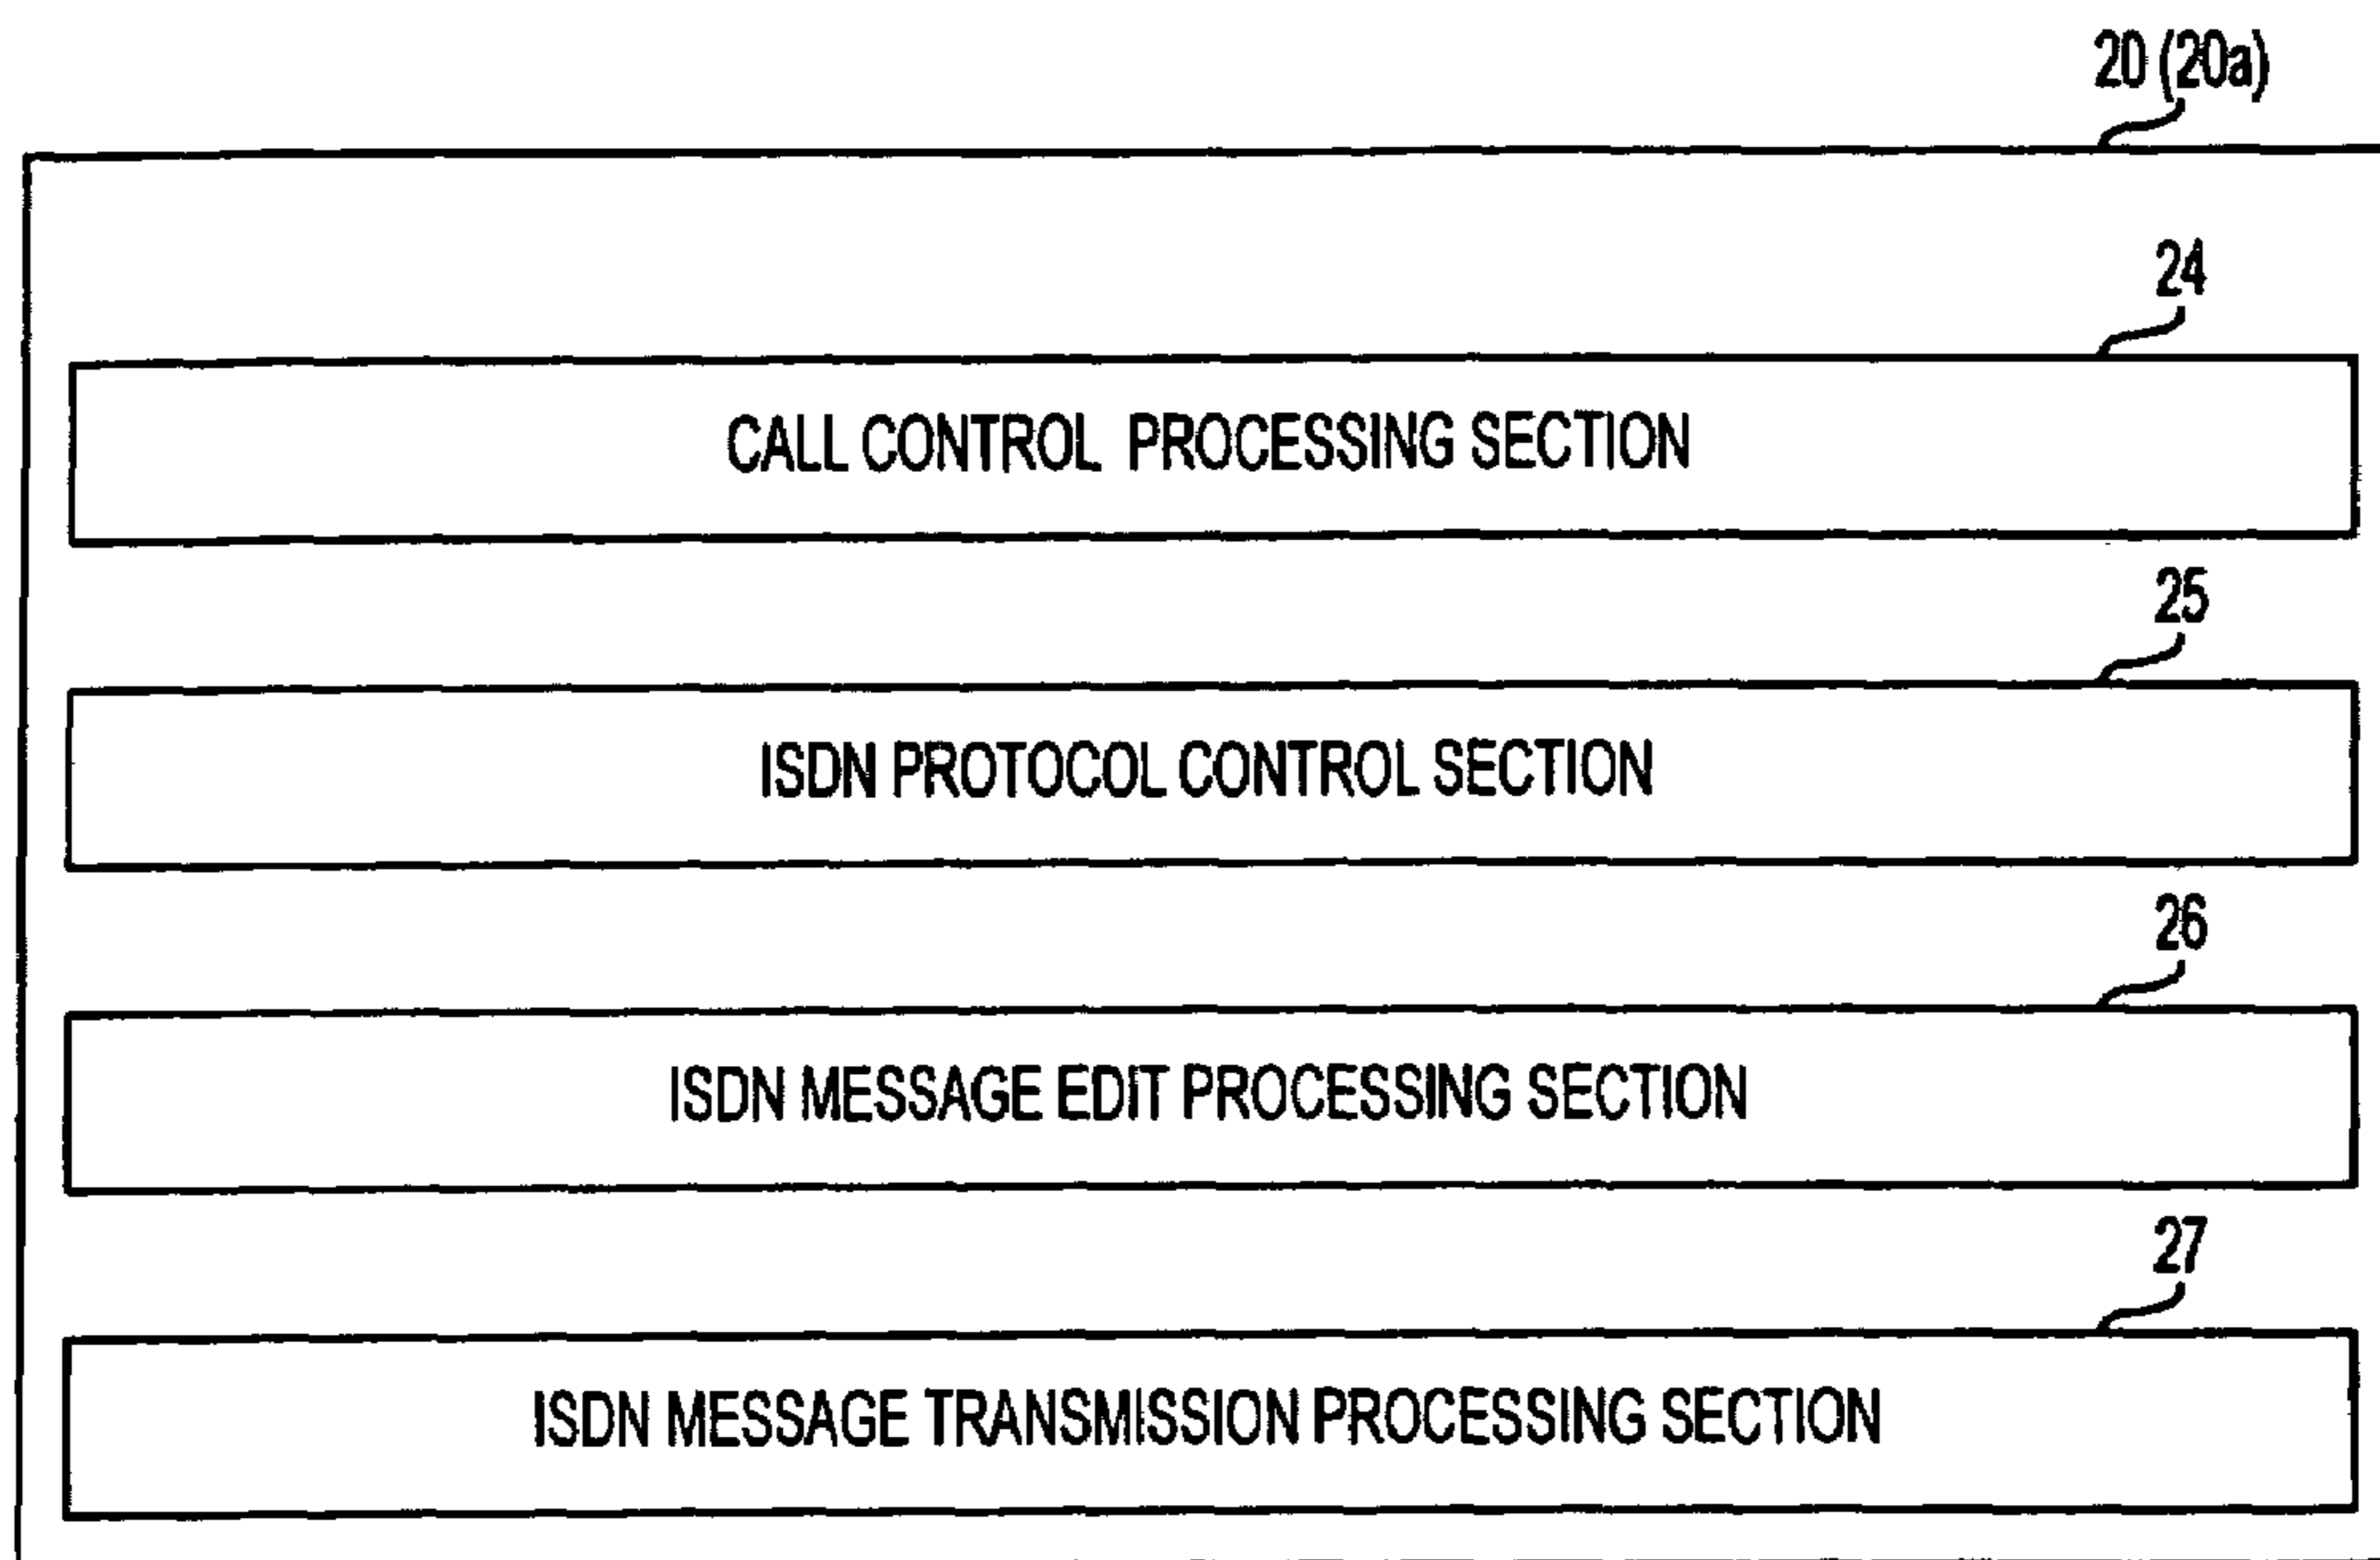 20 (20a)
24
CALL CONTROL PROCESSING SECTION
25
ISDN PROTOCOL CONTROL SECTION
26
ISDN MESSAGE EDIT PROCESSING SECTION
27
ISDN MESSAGE TRANSMISSION PROCESSING SECTION